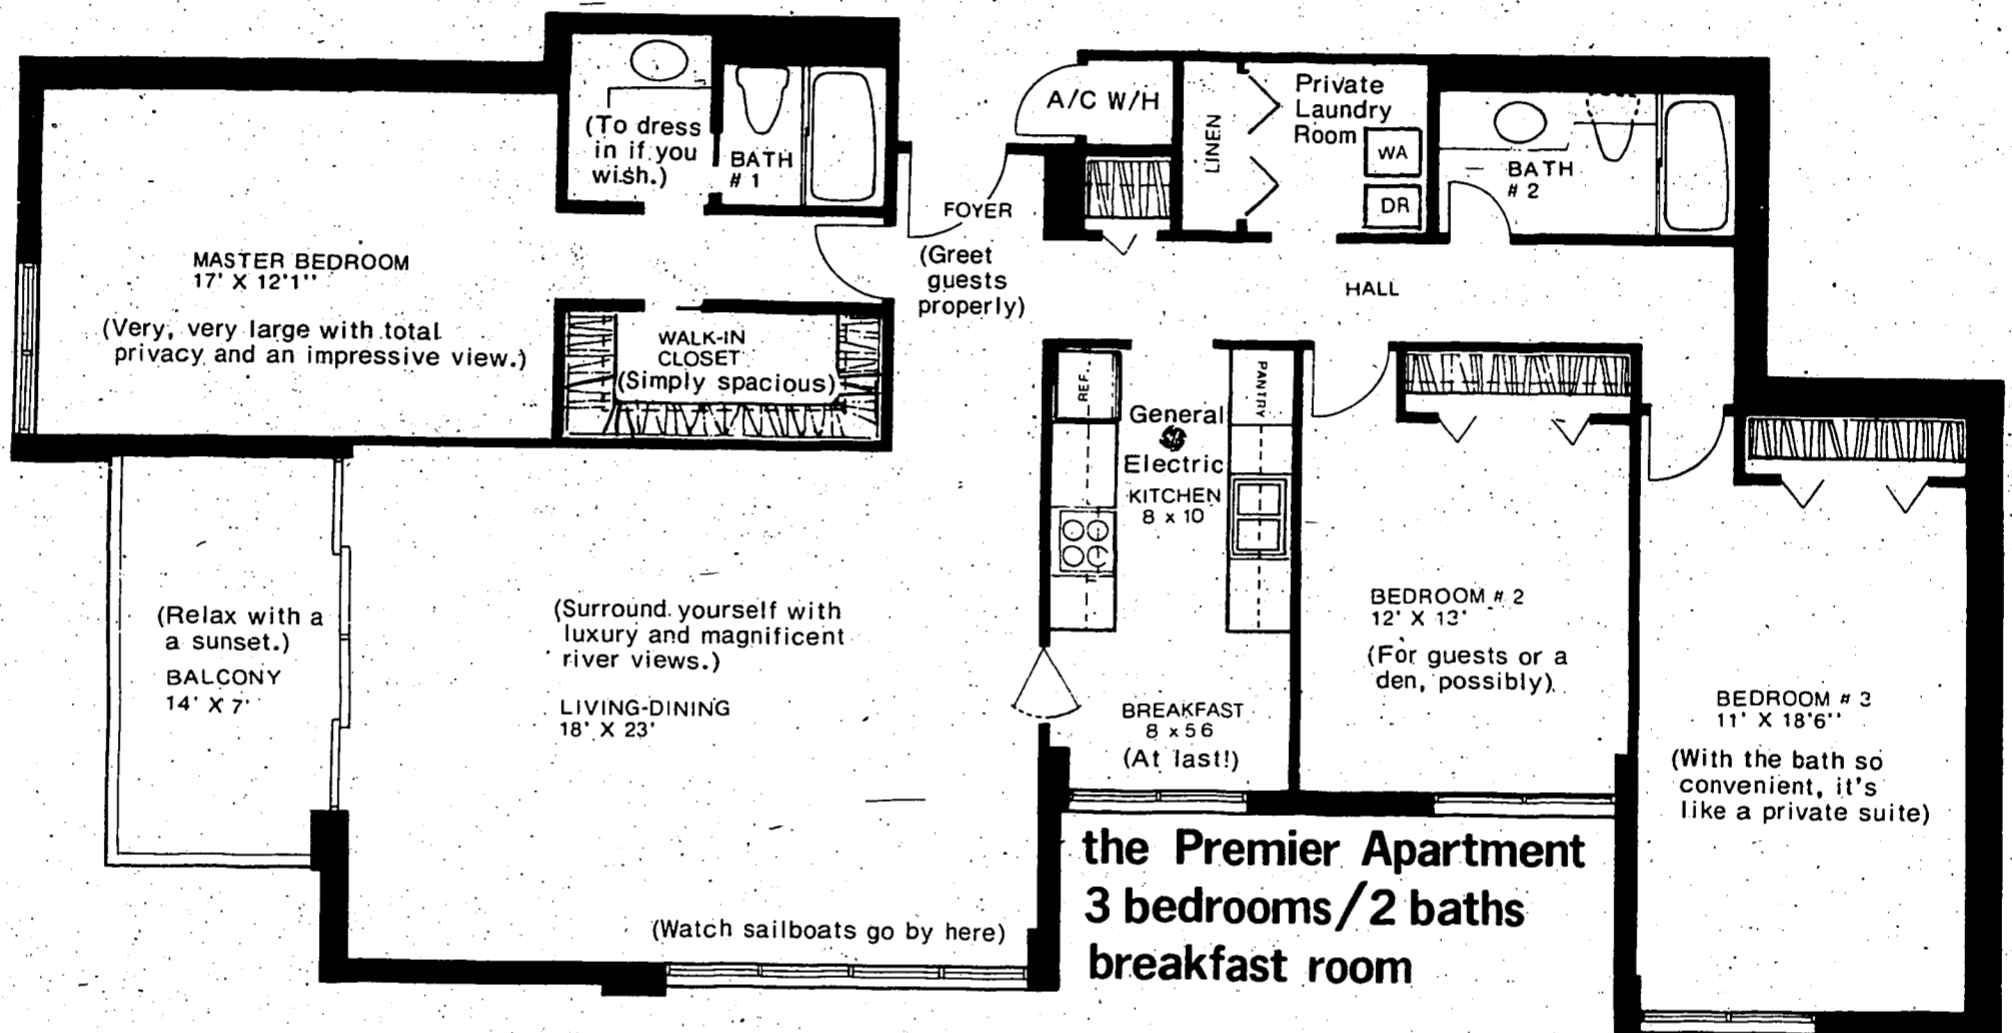 (To dress
in if you
wish.)
BATH
# 1
A/C W/H
LINEN
Private
Laundry
Room
WA
DR
BATH
# 2
FOYER
(Greet
guests
properly)
HALL
MASTER BEDROOM
17' X 12'1''
(Very, very large with total
privacy and an impressive view.)
WALK-IN
CLOSET
(Simply spacious)
REF.
PANTRY
General
GE
Electric
KITCHEN
8 x 10
(Relax with a
a sunset.)
BALCONY
14' X 7'
(Surround yourself with
luxury and magnificent
river views.)
LIVING-DINING
18' X 23'
BREAKFAST
8 x 56
(At last!)
BEDROOM # 2
12' X 13'
(For guests or a
den, possibly)
BEDROOM # 3
11' X 18'6''
(With the bath so
convenient, it's
like a private suite)
(Watch sailboats go by here)
the Premier Apartment
3 bedrooms/2 baths
breakfast room